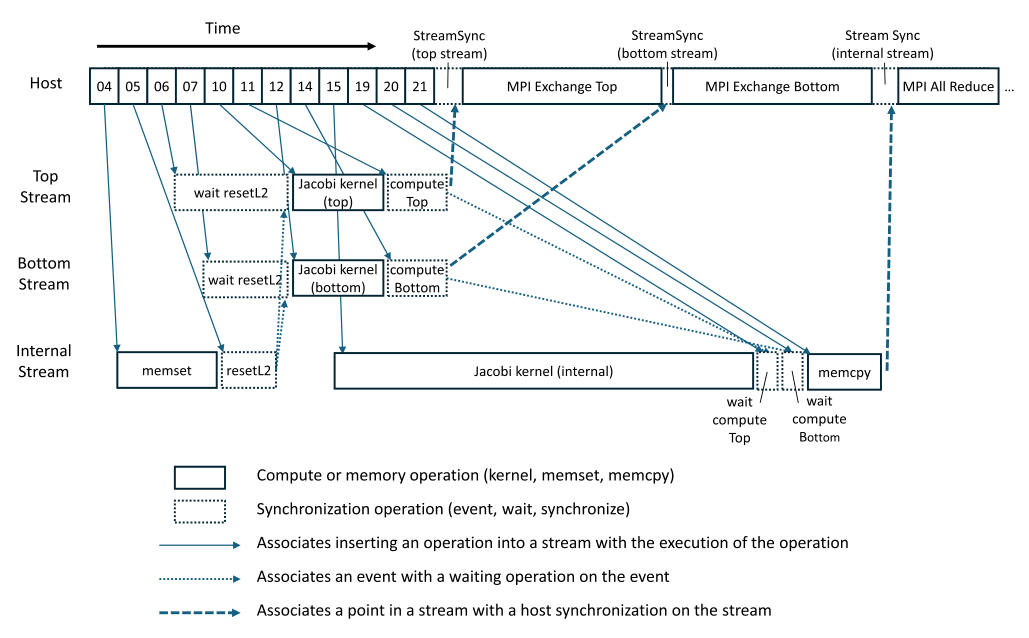 Time
StreamSync
(top stream)
StreamSync
(bottom stream)
Stream Sync
(internal stream)
Host
04 05 06 07 10 11 12 14 15 19 20 21 MPI Exchange Top MPI Exchange Bottom MPI All Reduce ...
Top
Stream
wait resetL2
Jacobi kernel
(top)
compute
Top
Bottom
Stream
wait resetL2
Jacobi kernel
(bottom)
compute
Bottom
Internal
Stream
memset
resetL2
Jacobi kernel (internal)
memcpy
wait
compute
Top
wait
compute
Bottom
Compute or memory operation (kernel, memset, memcpy)
Synchronization operation (event, wait, synchronize)
Associates inserting an operation into a stream with the execution of the operation
Associates an event with a waiting operation on the event
Associates a point in a stream with a host synchronization on the stream